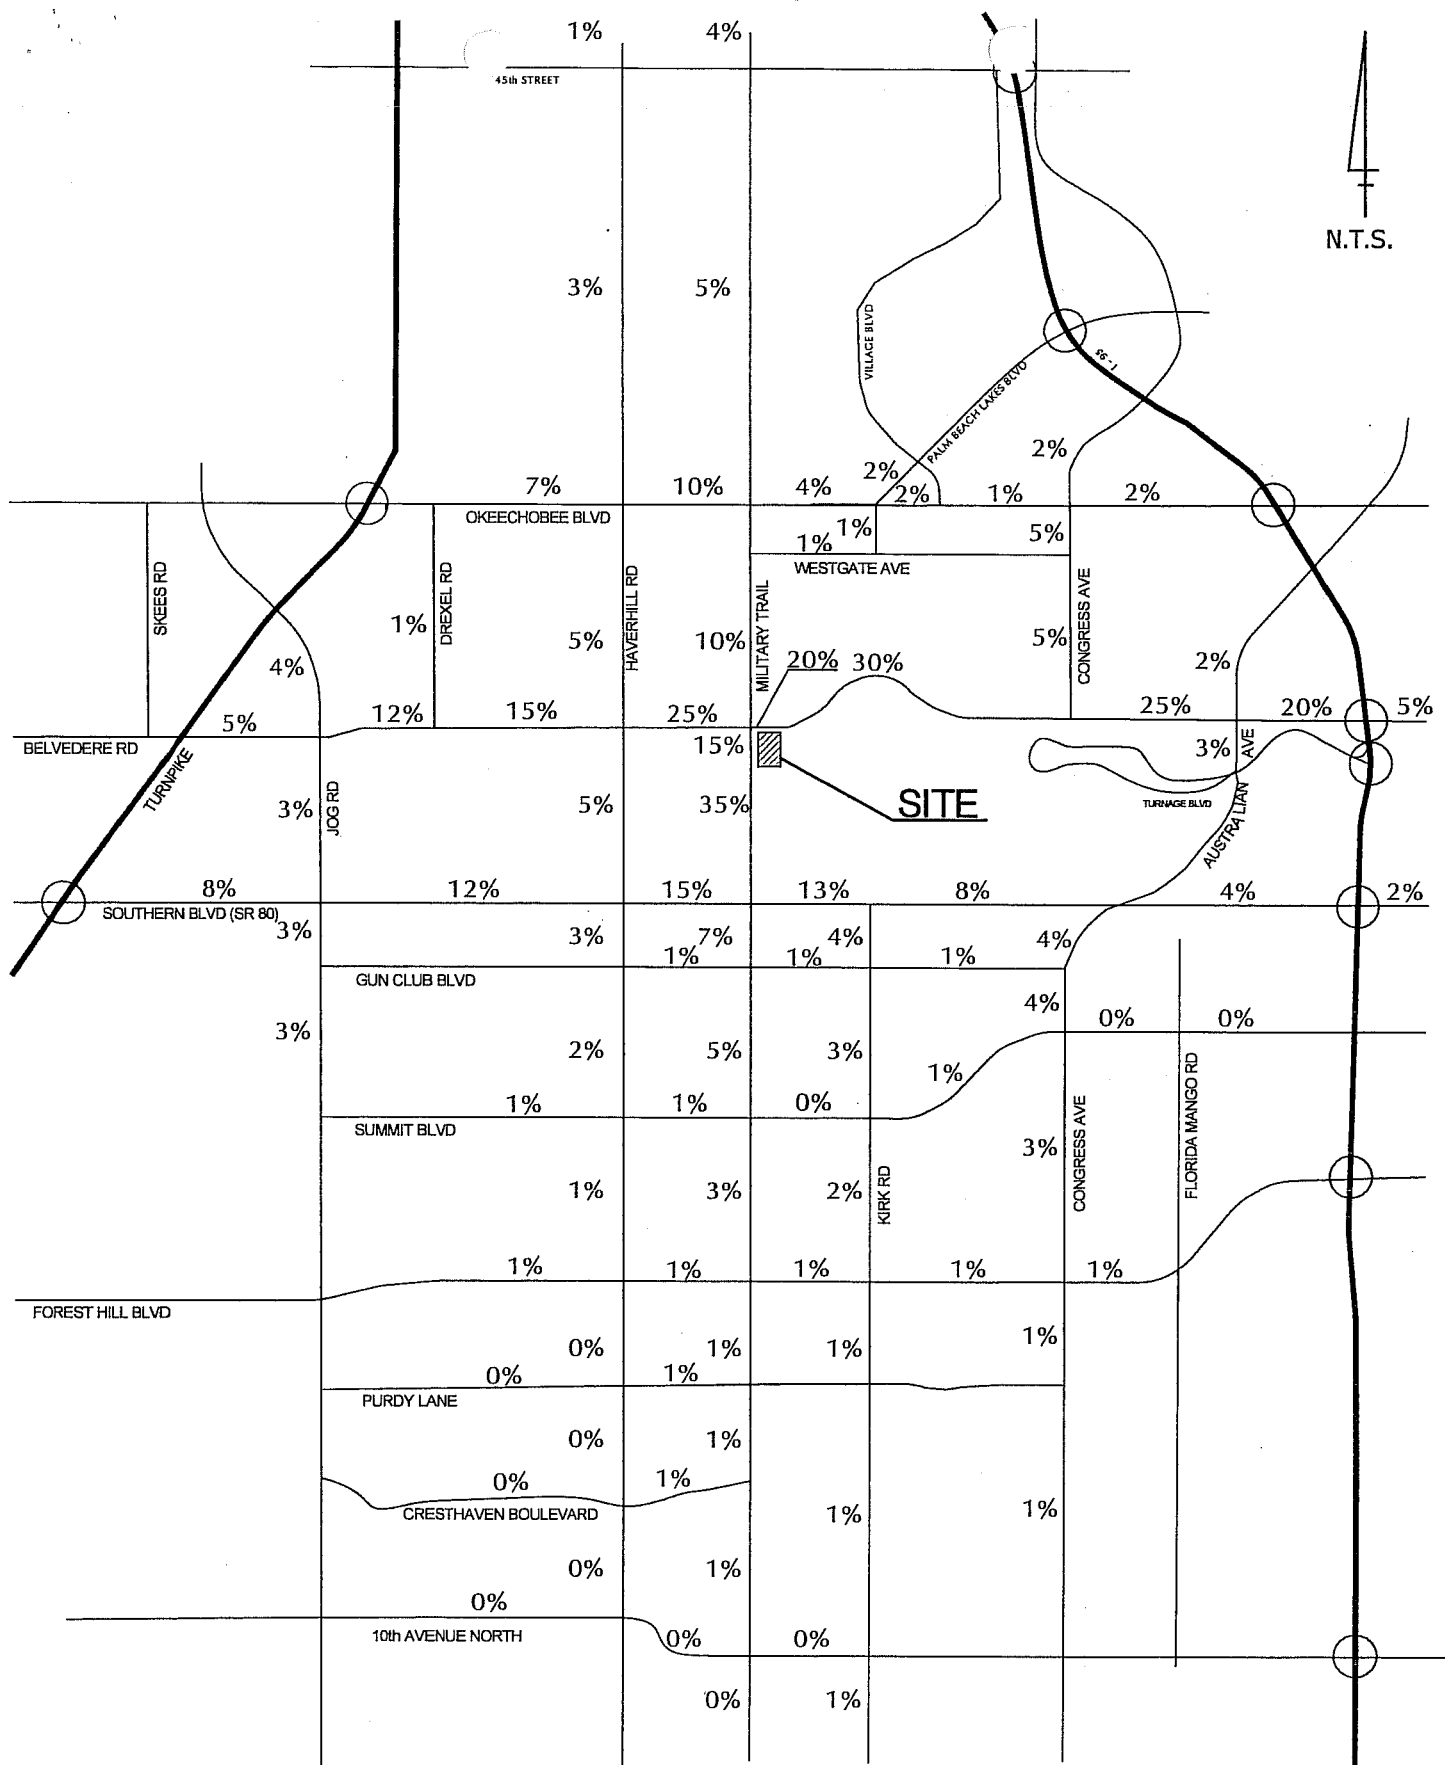 1% 4%
45th STREET
N.T.S.
3% 5%
VILLAGE BLVD
I - 95
PALM BEACH LAKES BLVD
2%
2%
7% 10% 4% 2% 1% 2%
OKEECHOBEE BLVD
1% 5%
1%
WESTGATE AVE
SKEES RD
DREXEL RD
HAVERHILL RD
MILITARY TRAIL
CONGRESS AVE
1% 5% 10% 5%
4% 20% 30% 2%
5% 12% 15% 25% 25% 20% 5%
BELVEDERE RD
15% 3% AVE
TURNPIKE
JOG RD
3% 5% 35%
SITE
TURNAGE BLVD
AUSTRALIAN
8% 12% 15% 13% 8% 4% 2%
SOUTHERN BLVD (SR 80)
3% 3% 7% 4% 4%
1% 1% 1%
GUN CLUB BLVD
4%
3% 0% 0%
2% 5% 3%
1%
1% 1% 0%
SUMMIT BLVD
FLORIDA MANGO RD
CONGRESS AVE
3%
KIRK RD
1% 3% 2%
1% 1% 1% 1% 1%
FOREST HILL BLVD
0% 1% 1% 1%
0% 1%
PURDY LANE
0% 1%
0% 1%
CRESTHAVEN BOULEVARD
1% 1%
0% 1%
0%
10th AVENUE NORTH
0% 0%
0% 1%